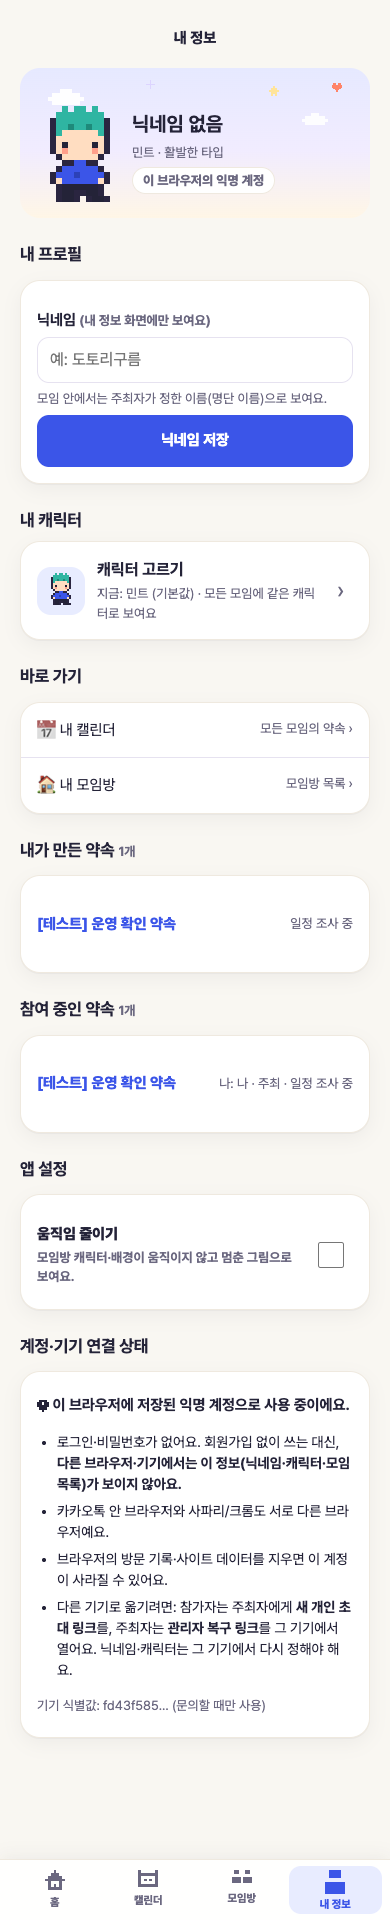 내 정보
닉네임 없음
민트 · 활발한 타입
이 브라우저의 익명 계정
내 프로필
닉네임 (내 정보 화면에만 보여요)
예: 도토리구름
모임 안에서는 주최자가 정한 이름(명단 이름)으로 보여요.
닉네임 저장
내 캐릭터
캐릭터 고르기
지금: 민트 (기본값) · 모든 모임에 같은 캐릭
터로 보여요
바로 가기
17 내 캘린더 모든 모임의 약속 ›
내 모임방 모임방 목록 ›
내가 만든 약속 1개
[테스트] 운영 확인 약속 일정 조사 중
참여 중인 약속 1개
[테스트] 운영 확인 약속 나: 나 · 주최 · 일정 조사 중
앱 설정
움직임 줄이기
모임방 캐릭터·배경이 움직이지 않고 멈춘 그림으로
보여요.
계정·기기 연결 상태
이 브라우저에 저장된 익명 계정으로 사용 중이에요.
• 로그인·비밀번호가 없어요. 회원가입 없이 쓰는 대신,
다른 브라우저·기기에서는 이 정보(닉네임·캐릭터·모임
목록)가 보이지 않아요.
• 카카오톡 안 브라우저와 사파리/크롬도 서로 다른 브라
우저예요.
• 브라우저의 방문 기록·사이트 데이터를 지우면 이 계정
이 사라질 수 있어요.
• 다른 기기로 옮기려면: 참가자는 주최자에게 새 개인 초
대 링크를, 주최자는 관리자 복구 링크를 그 기기에서
열어요. 닉네임·캐릭터는 그 기기에서 다시 정해야 해
요.
기기 식별값: fd43f585... (문의할 때만 사용)
홈 캘린더 모임방 내 정보